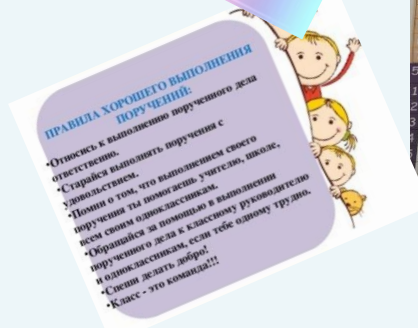 ПРАВИЛА ХОРОШЕГО ВЫПОЛНЕНИЯ
ПОРУЧЕНИЙ:
•Относись к выполнению порученного дела
ответственно.
•Старайся выполнять поручения с
удовольствием.
•Помни о том, что выполнением своего
поручения ты помогаешь учителю, школе,
всем своим одноклассникам.
•Обращайся за помощью в выполнении
порученного дела к классному руководителю
и одноклассникам, если тебе одному трудно.
•Спеши делать добро!
•Класс - это команда!!!